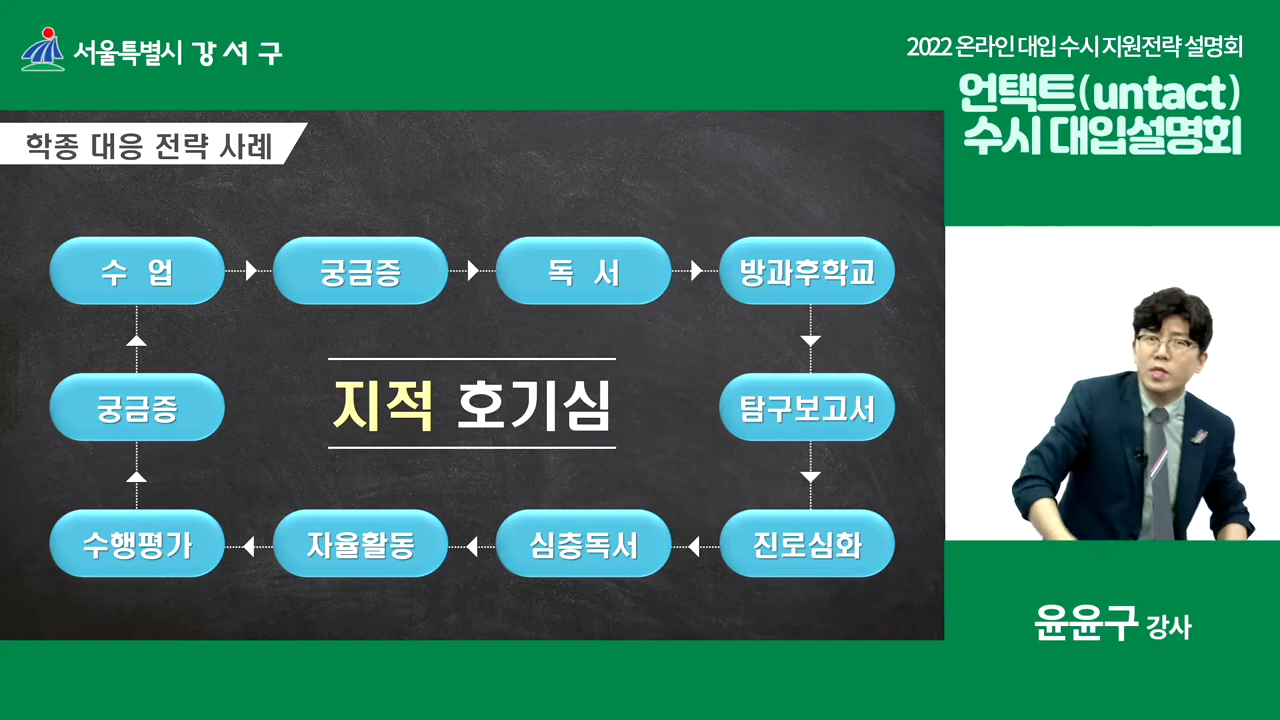 서울특별시 강서구
2022 온라인 대입 수시 지원전략 설명회
언택트(untact)
수시 대입설명회
학종 대응 전략 사례
수 업
궁금증
독 서
방과후학교
탐구보고서
진로심화
심층독서
자율활동
수행평가
궁금증
지적 호기심
윤윤구 강사